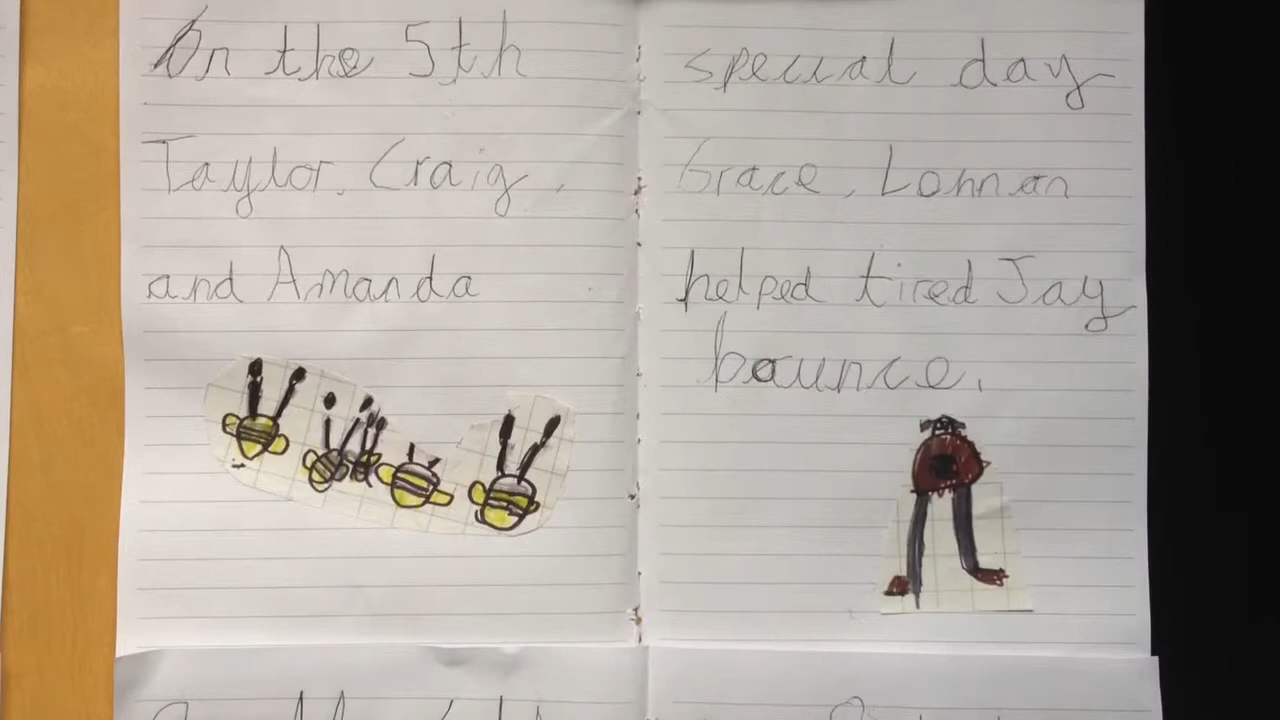 On the 5th special day
Taylor, Craig, Grace, Lohnan
and Amanda helped tired Jay
bounce.